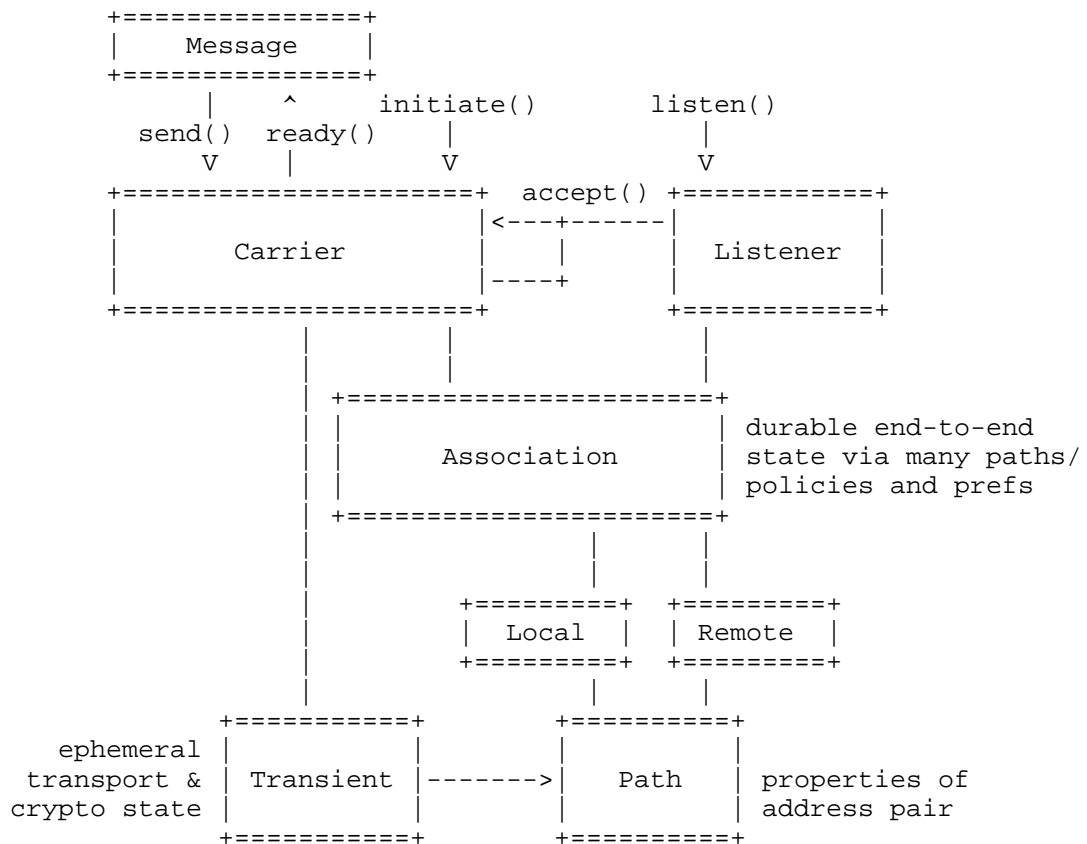 Message
initiate() listen()
send() ready()
accept()
Carrier Listener
durable end-to-end
Association state via many paths/
policies and prefs
Local Remote
ephemeral
transport & Transient Path properties of
crypto state address pair